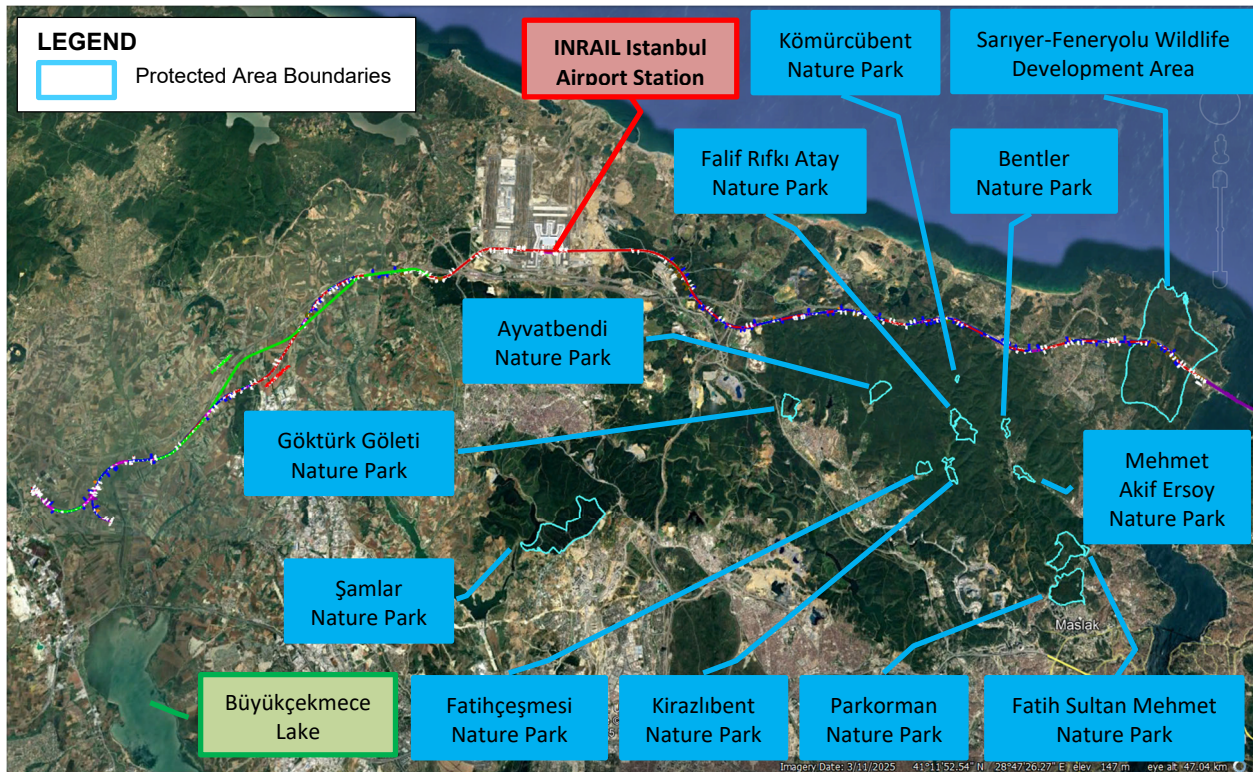 LEGEND
Protected Area Boundaries
INRAIL Istanbul
Airport Station
Kömürcübent
Nature Park
Sarıyer-Feneryolu Wildlife
Development Area
Falif Rıfkı Atay
Nature Park
Bentler
Nature Park
Ayvatbendi
Nature Park
Göktürk Göleti
Nature Park
Mehmet
Akif Ersoy
Nature Park
Şamlar
Nature Park
Maslak
Büyükçekmece
Lake
Fatihçeşmesi
Nature Park
Kirazlıbent
Nature Park
Parkorman
Nature Park
Fatih Sultan Mehmet
Nature Park
Imagery Date: 3/11/2025 41°11'52.54" N 28°47'26.27" E elev 147 m eye alt 47.04 km